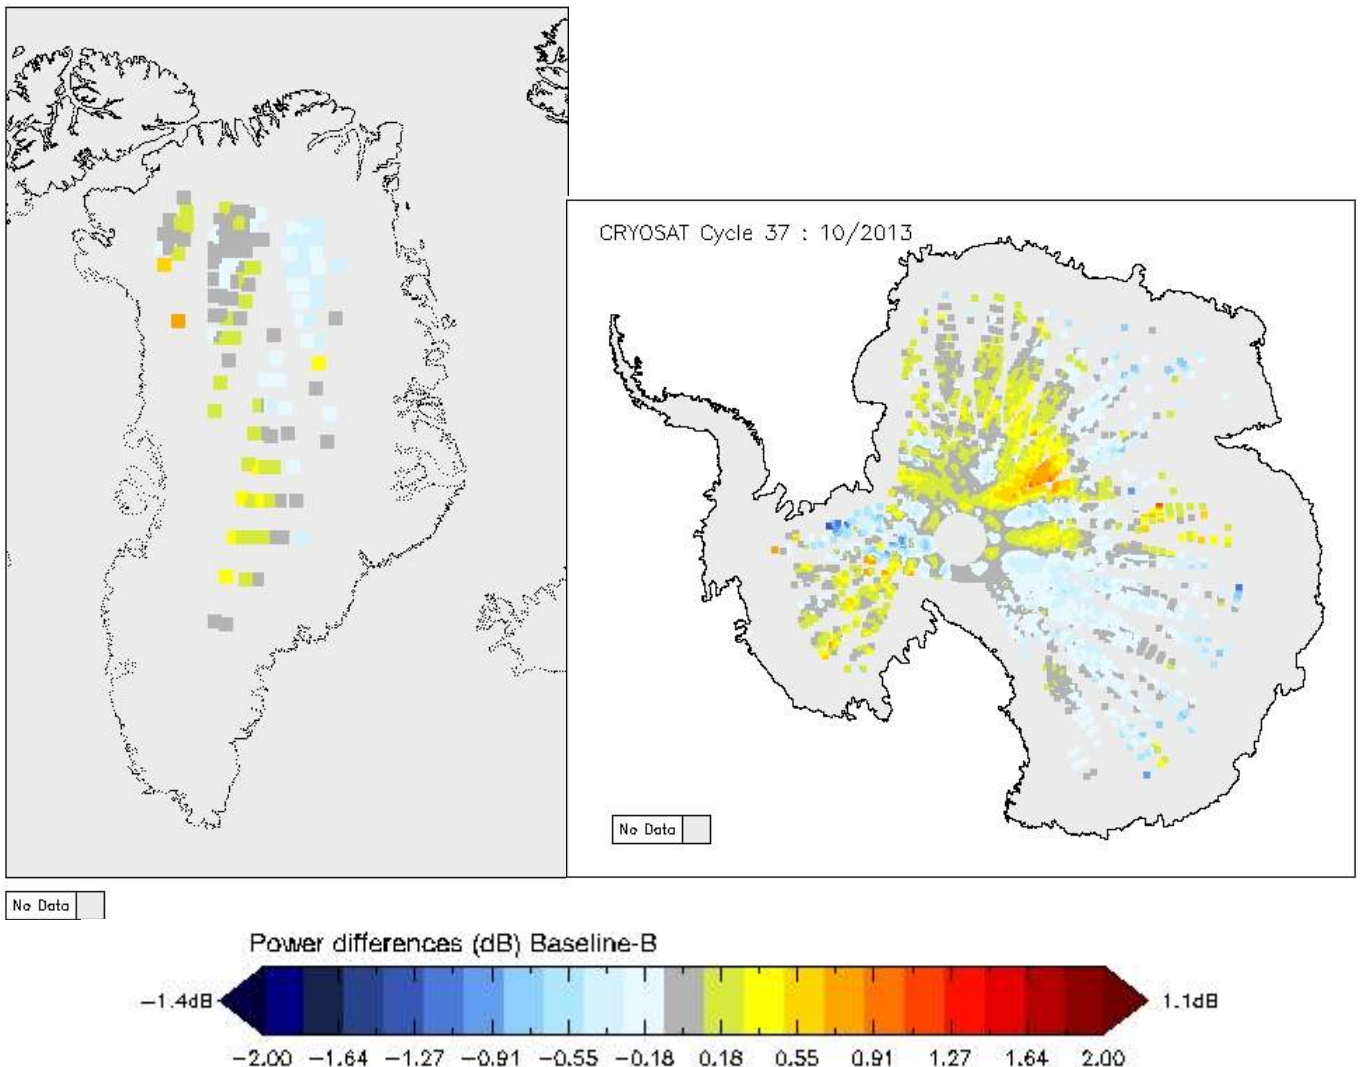 CRYOSAT Cycle 37 : 10/2013
No Data
No Data
Power differences (dB) Baseline-B
-1.4dB
1.1dB
-2.00 -1.64 -1.27 -0.91 -0.55 -0.18 0.18 0.55 0.91 1.27 1.64 2.00